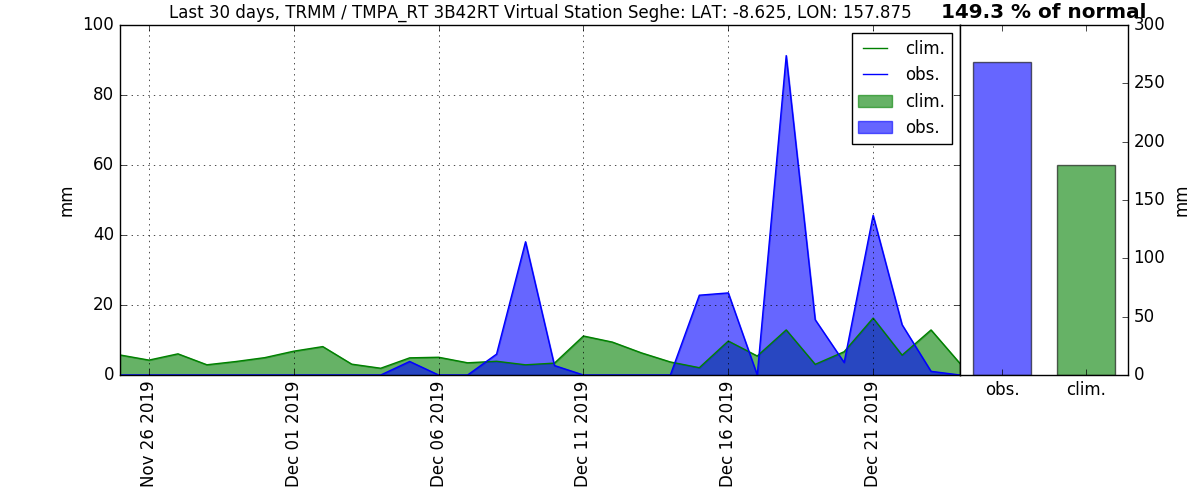 Last 30 days, TRMM / TMPA_RT 3B42RT Virtual Station Seghe: LAT: -8.625, LON: 157.875
149.3 % of normal
100
80
60
40
20
0
mm
clim.
obs.
clim.
obs.
300
250
200
150
100
50
0
mm
obs.
clim.
Nov 26 2019
Dec 01 2019
Dec 06 2019
Dec 11 2019
Dec 16 2019
Dec 21 2019